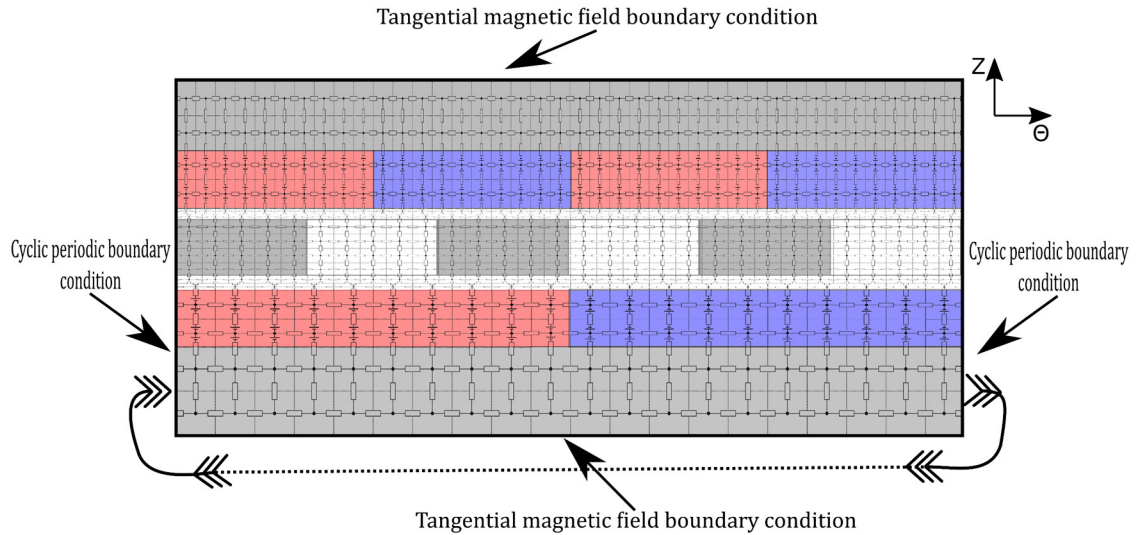 Tangential magnetic field boundary condition
Z
Θ
Cyclic periodic boundary
condition
Cyclic periodic boundary
condition
Tangential magnetic field boundary condition